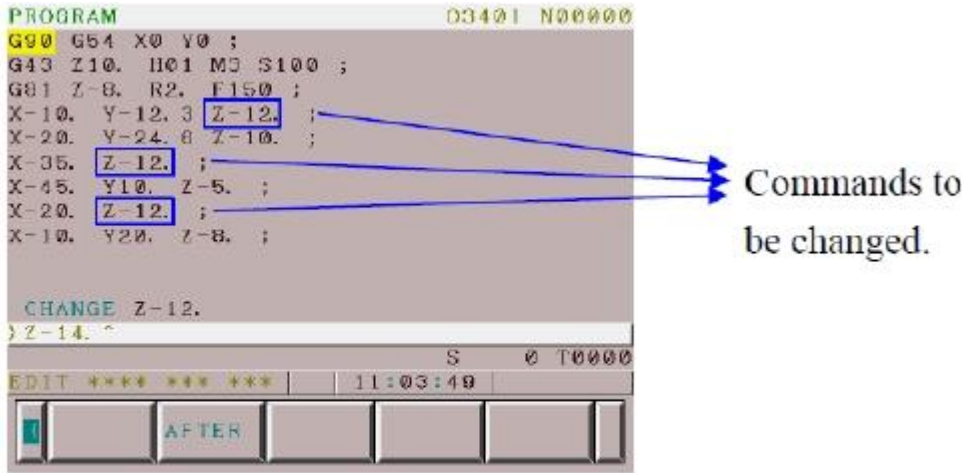 PROGRAM O3401 N00000
G90 G54 X0 Y0 ;
G43 Z10. H01 M3 S100 ;
G81 Z-8. R2. F150 ;
X-10. Y-12.3 Z-12. ;
X-20. Y-24.6 Z-10. ;
X-35. Z-12. ;
X-45. Y10. Z-5. ;
X-20. Z-12. ;
X-10. Y20. Z-8. ;
Commands to
be changed.
CHANGE Z-12.
)Z-14.^
S 0 T0000
EDIT **** *** *** 11:03:49
AFTER